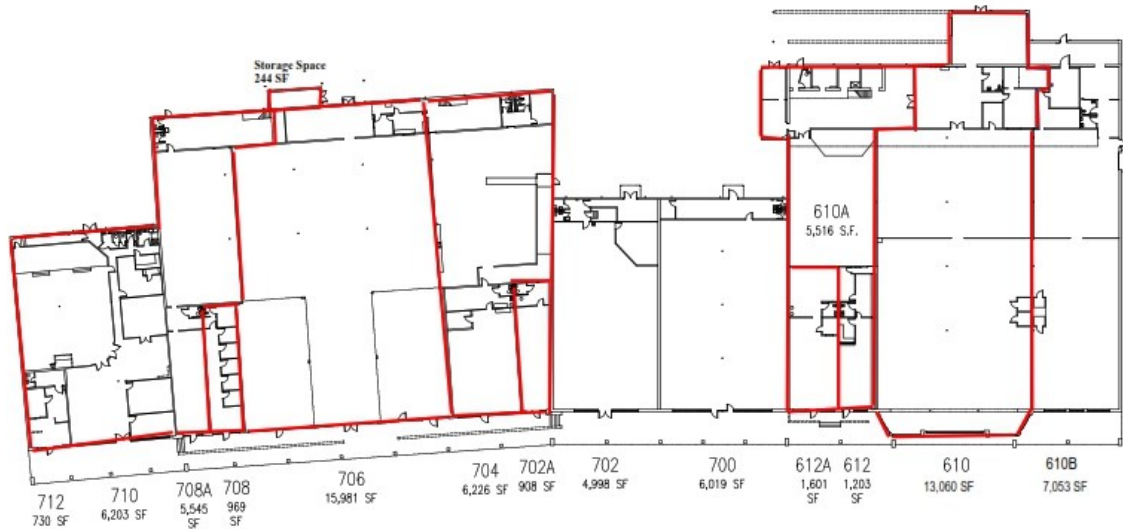 Storage Space
244 SF
610A
5,516 S.F.
712
730 SF
710
6,203 SF
708A
5,545
SF
708
969
SF
706
15,981 SF
704
6,226 SF
702A
908 SF
702
4,998 SF
700
6,019 SF
612A
1,601
SF
612
1,203
SF
610
13,060 SF
610B
7,053 SF